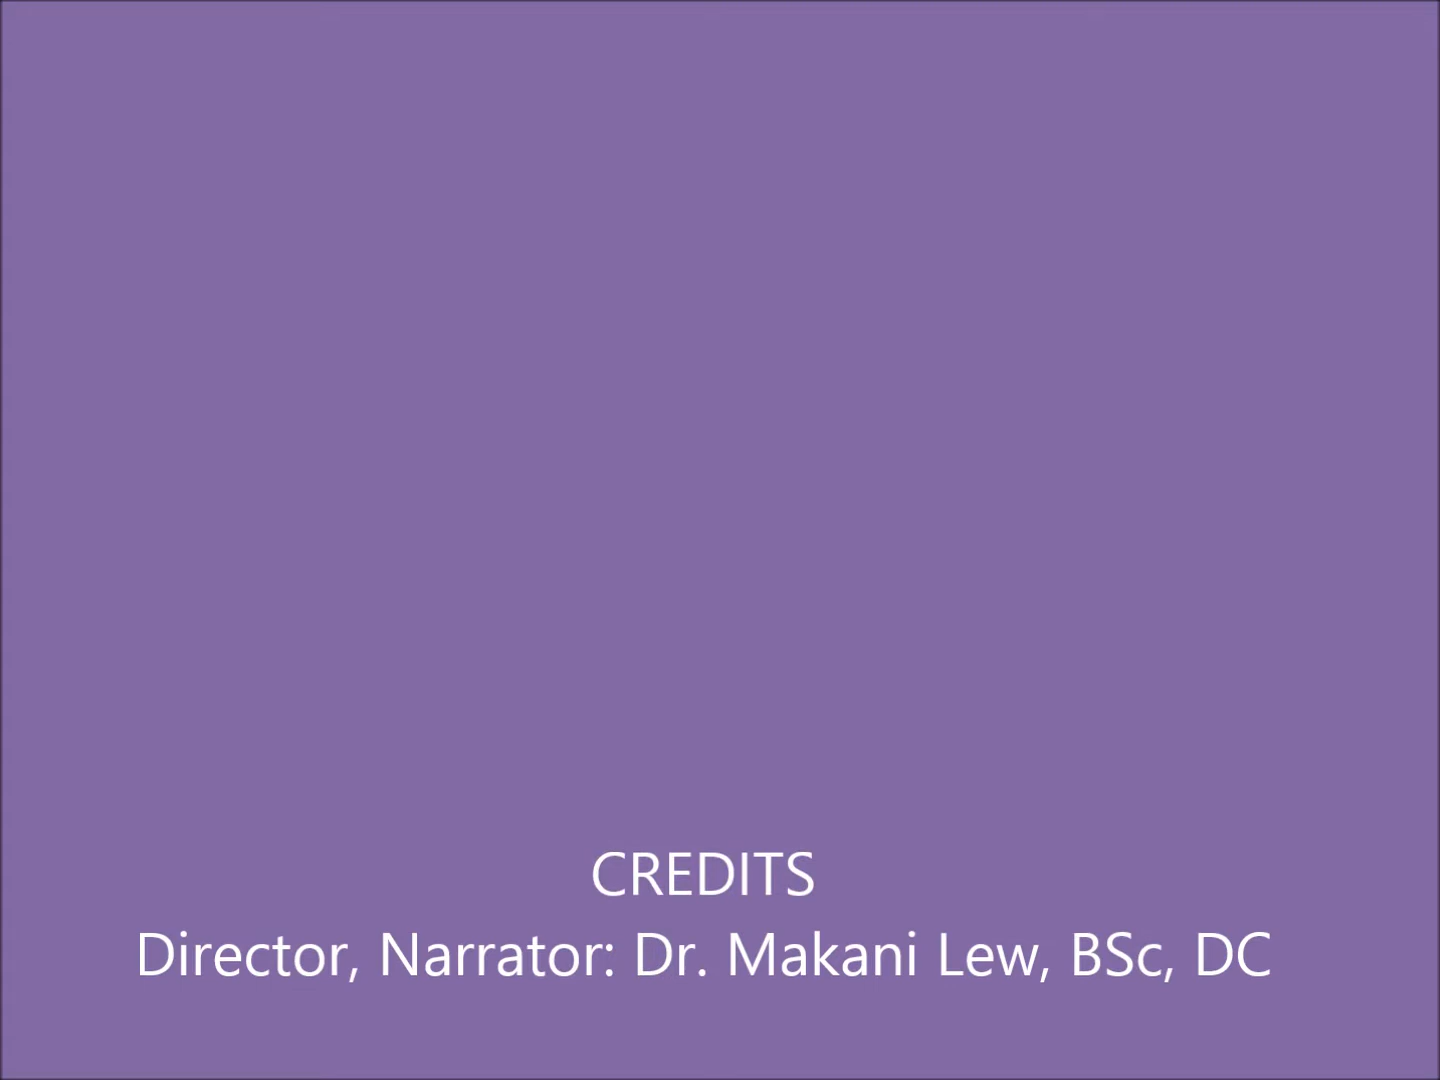 CREDITS
Director, Narrator: Dr. Makani Lew, BSc, DC